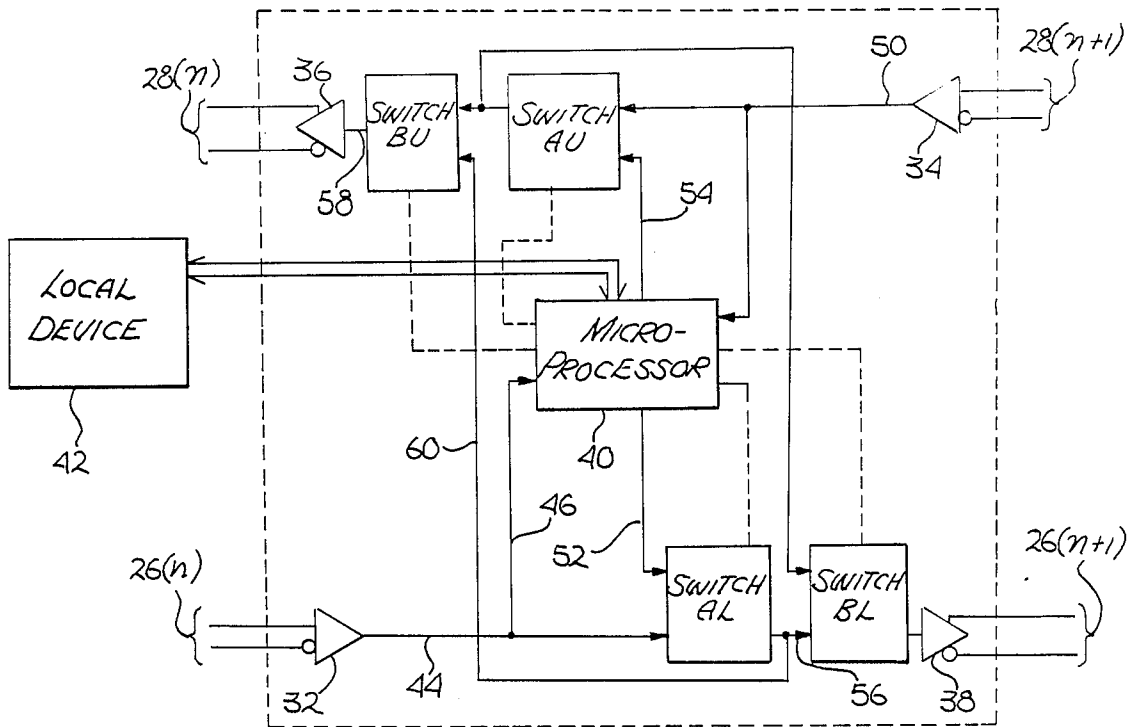 28(n)
36
SWITCH
BU
SWITCH
AU
50
28(n+1)
34
58
54
LOCAL
DEVICE
MICRO-
PROCESSOR
42
60
40
46
52
26(n)
SWITCH
AL
SWITCH
BL
26(n+1)
32
44
56
38